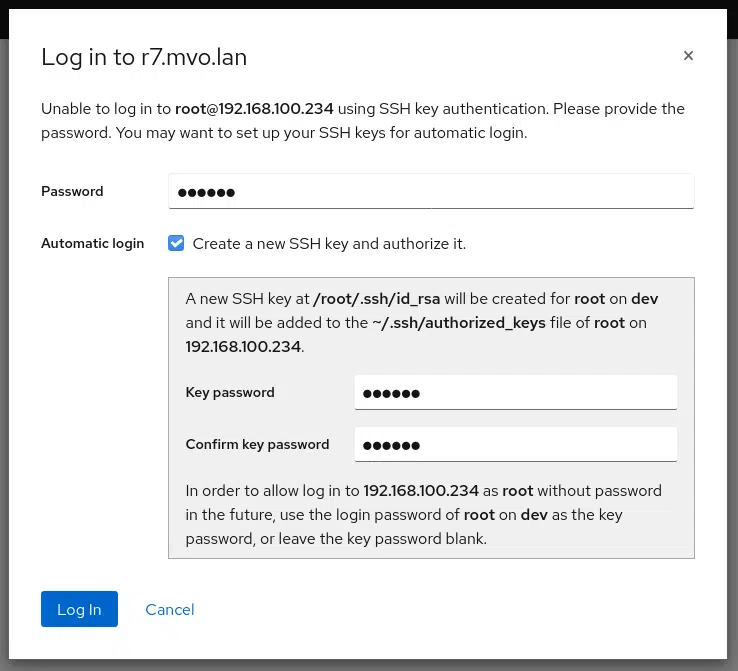 Log in to r7.mvo.lan
×
Unable to log in to root@192.168.100.234 using SSH key authentication. Please provide the
password. You may want to set up your SSH keys for automatic login.
Password ●●●●●●
Automatic login Create a new SSH key and authorize it.
A new SSH key at /root/.ssh/id_rsa will be created for root on dev
and it will be added to the ~/.ssh/authorized_keys file of root on
192.168.100.234.
Key password ●●●●●●
Confirm key password ●●●●●●
In order to allow log in to 192.168.100.234 as root without password
in the future, use the login password of root on dev as the key
password, or leave the key password blank.
Log In Cancel